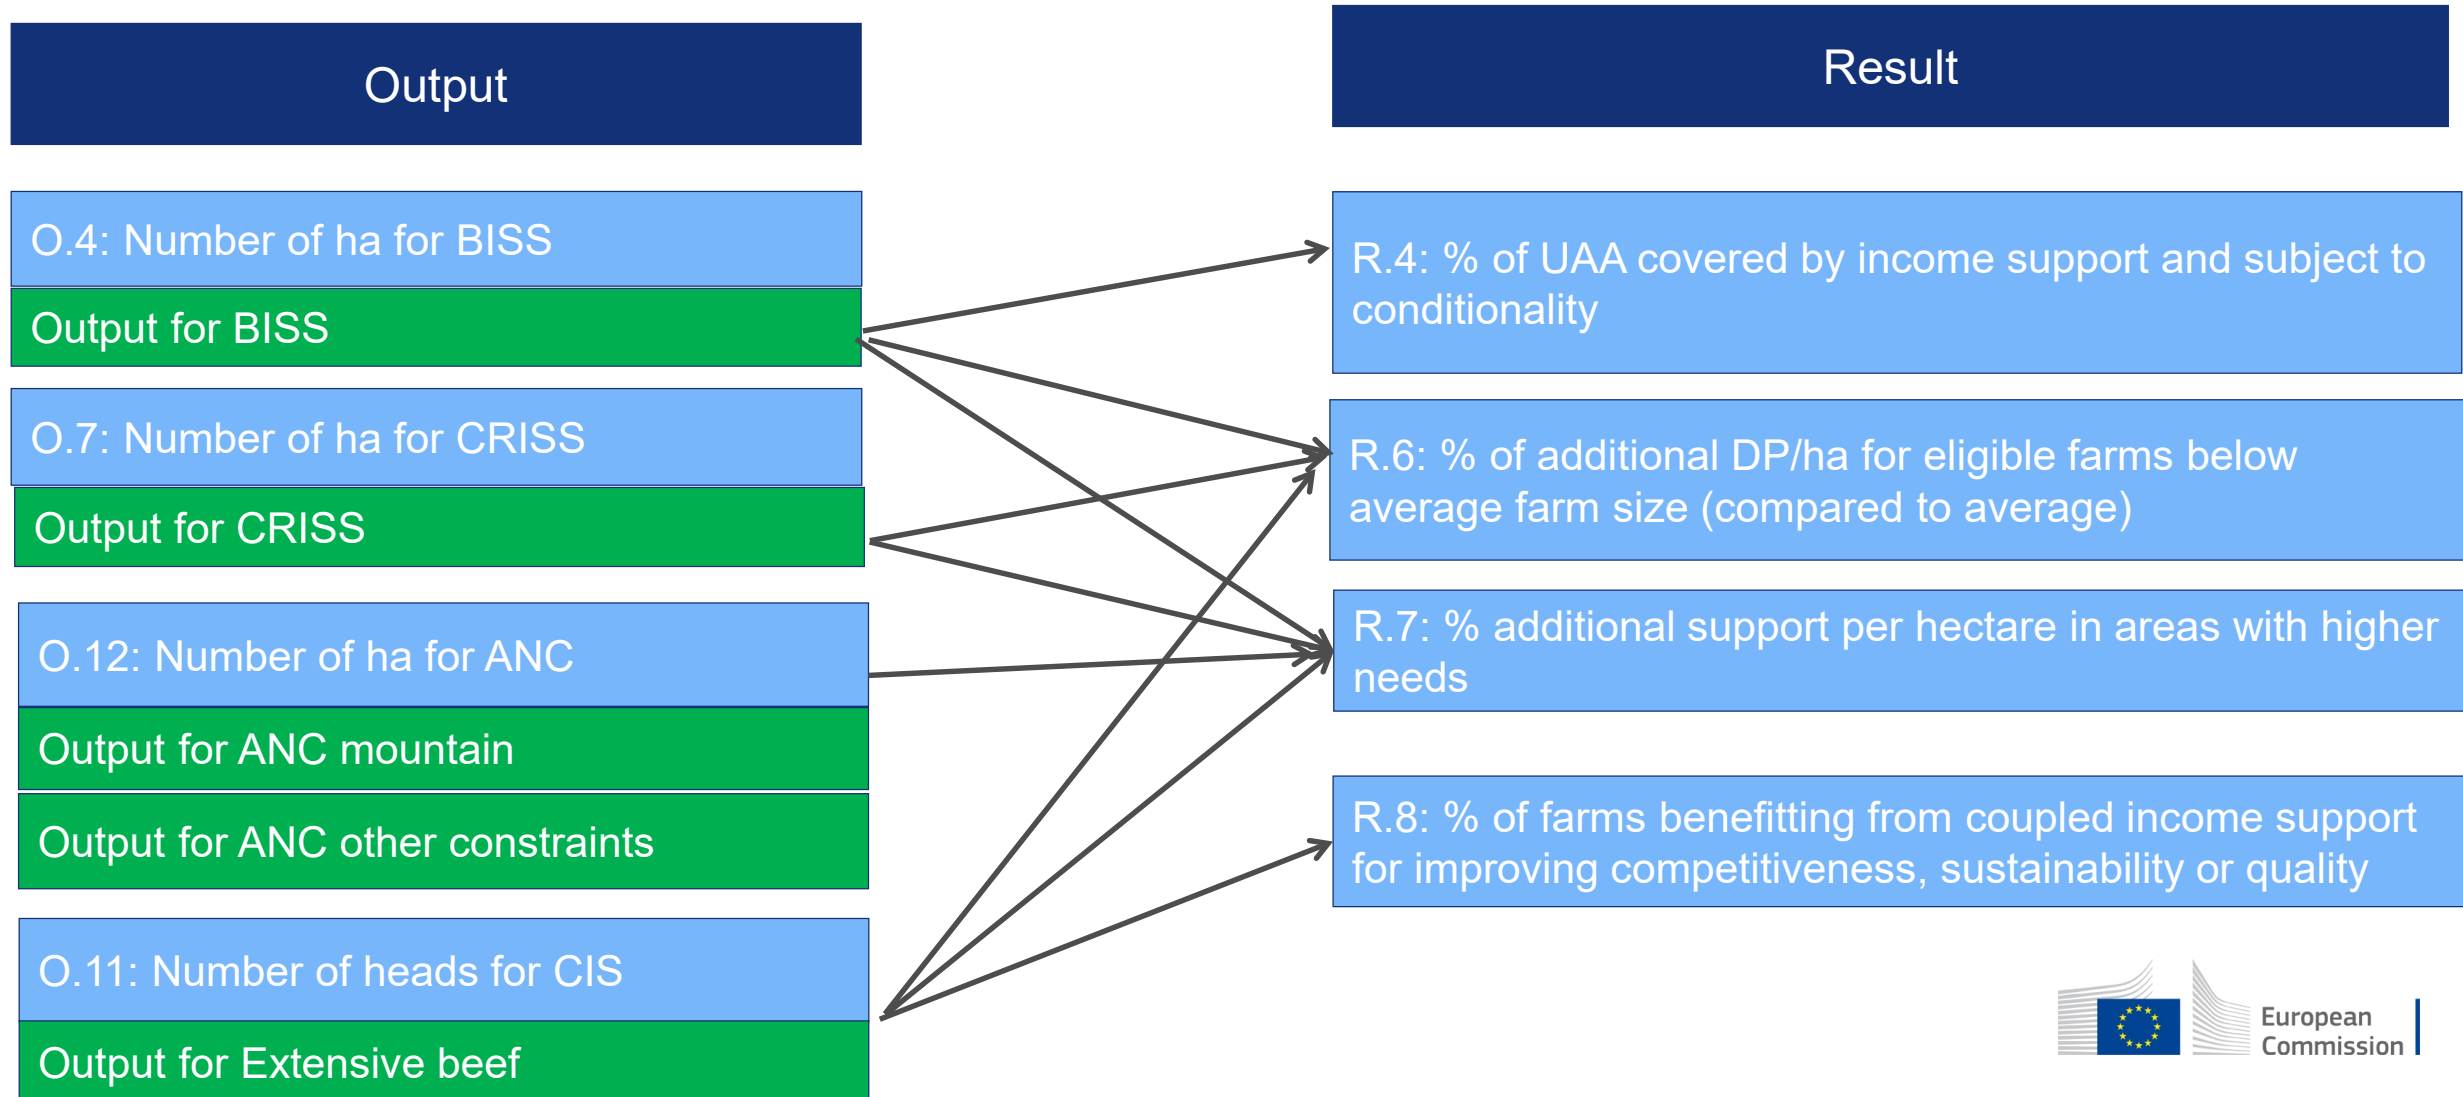 Output
O.4: Number of ha for BISS
Output for BISS
O.7: Number of ha for CRISS
Output for CRISS
O.12: Number of ha for ANC
Output for ANC mountain
Output for ANC other constraints
O.11: Number of heads for CIS
Output for Extensive beef
Result
R.4: % of UAA covered by income support and subject to
conditionality
R.6: % of additional DP/ha for eligible farms below
average farm size (compared to average)
R.7: % additional support per hectare in areas with higher
needs
R.8: % of farms benefitting from coupled income support
for improving competitiveness, sustainability or quality
European
Commission